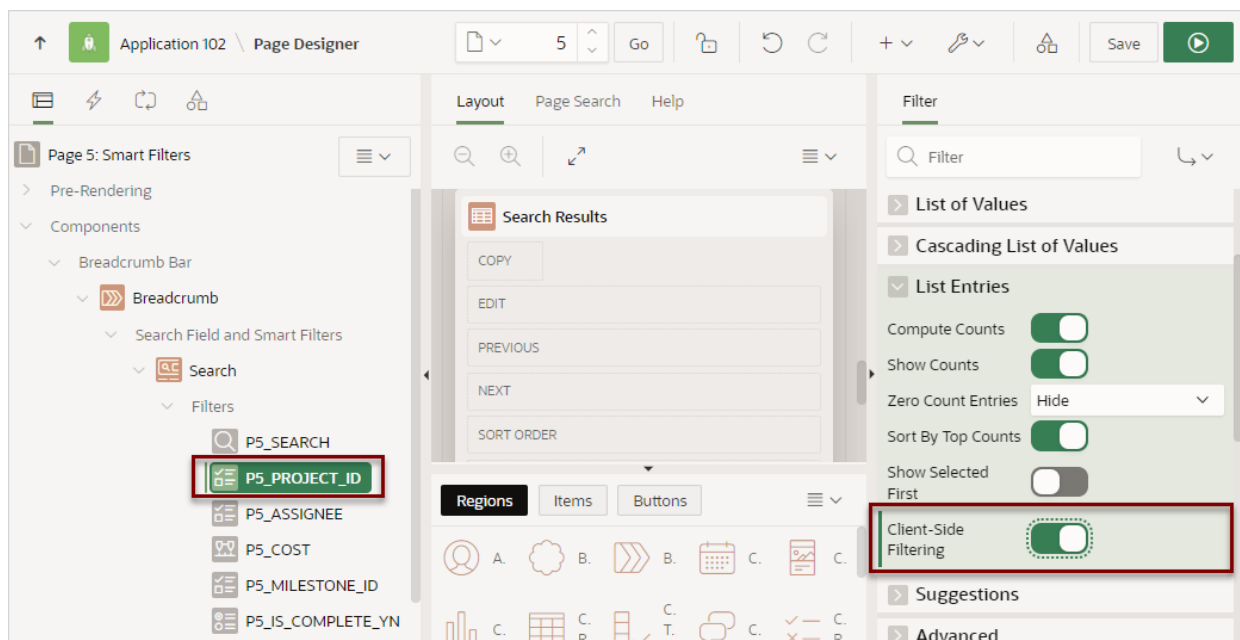 Application 102 \ Page Designer
5
Go
Save
Layout
Page Search
Help
Filter
Page 5: Smart Filters
Pre-Rendering
Components
Breadcrumb Bar
Breadcrumb
Search Field and Smart Filters
Search
Filters
P5_SEARCH
P5_PROJECT_ID
P5_ASSIGNEE
P5_COST
P5_MILESTONE_ID
P5_IS_COMPLETE_YN
Search Results
COPY
EDIT
PREVIOUS
NEXT
SORT ORDER
Regions
Items
Buttons
A.
B.
B.
C.
C.
C.
C.
R
C.
T.
C.
C.
R
Filter
List of Values
Cascading List of Values
List Entries
Compute Counts
Show Counts
Zero Count Entries Hide
Sort By Top Counts
Show Selected
First
Client-Side
Filtering
Suggestions
Advanced